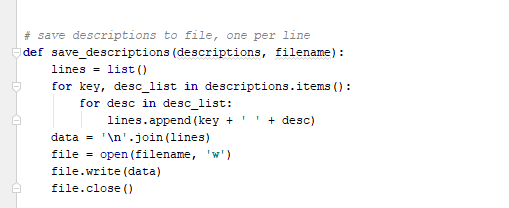 # save descriptions to file, one per line
def save_descriptions(descriptions, filename):
    lines = list()
    for key, desc_list in descriptions.items():
        for desc in desc_list:
            lines.append(key + ' ' + desc)
    data = '\n'.join(lines)
    file = open(filename, 'w')
    file.write(data)
    file.close()